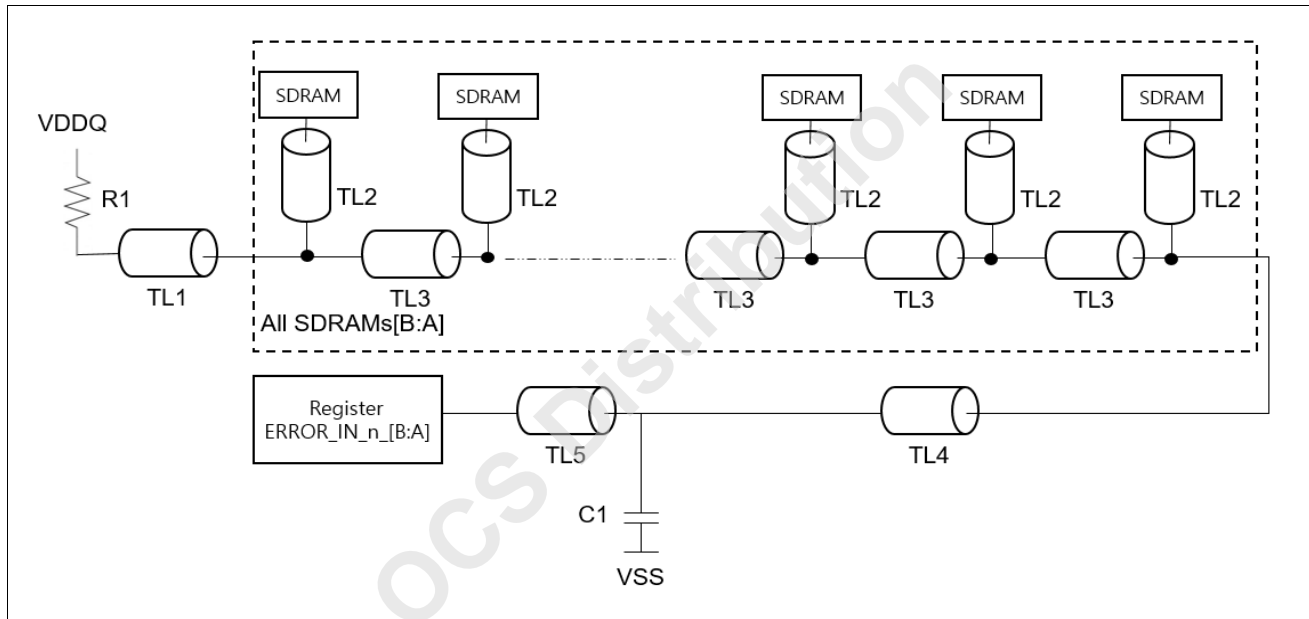 SDRAM
SDRAM
SDRAM
SDRAM
SDRAM
VDDQ
R1
TL2
TL2
TL2
TL2
TL2
TL1
TL3
TL3
TL3
TL3
All SDRAMs[B:A]
Register
ERROR_IN_n_[B:A]
TL5
TL4
C1
VSS
OCS Distribution